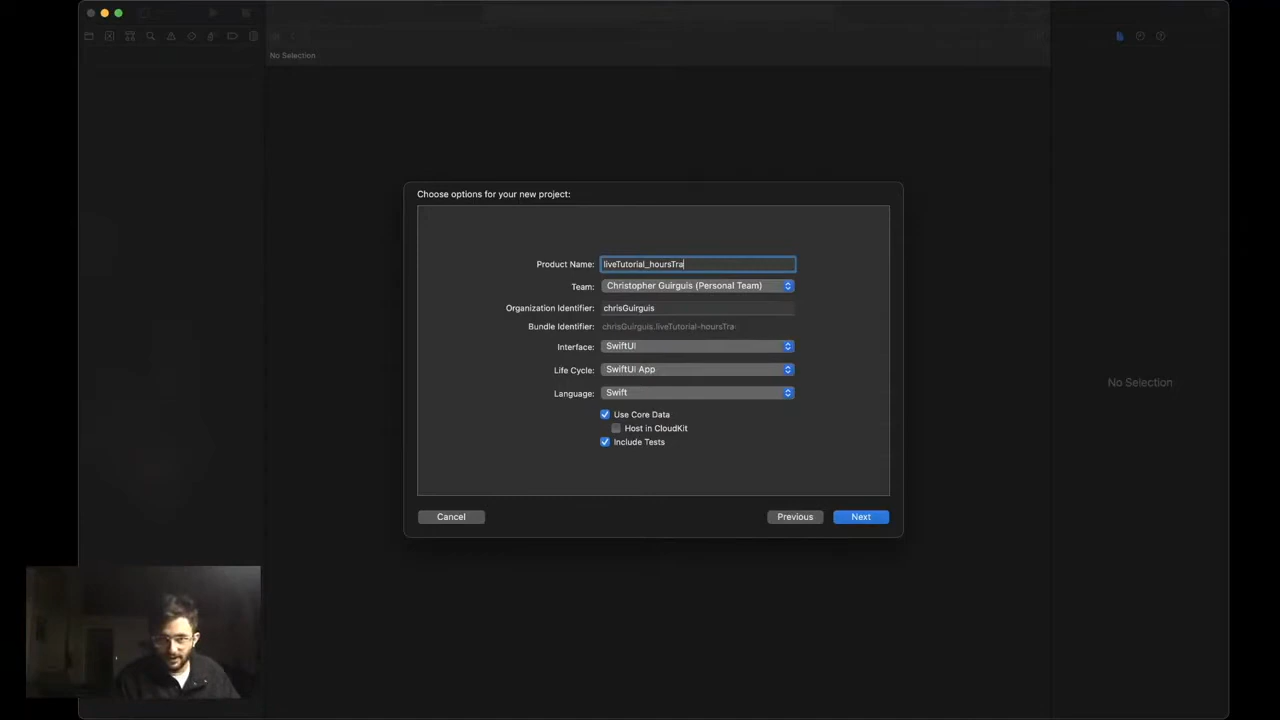 No Selection
Choose options for your new project:
Product Name: liveTutorial_hoursTra
Team: Christopher Guirguis (Personal Team)
Organization Identifier: chrisGuirguis
Bundle Identifier: chrisGuirguis.liveTutorial-hoursTra
Interface: SwiftUI
Life Cycle: SwiftUI App
Language: Swift
Use Core Data
Host in CloudKit
Include Tests
No Selection
Cancel
Previous
Next